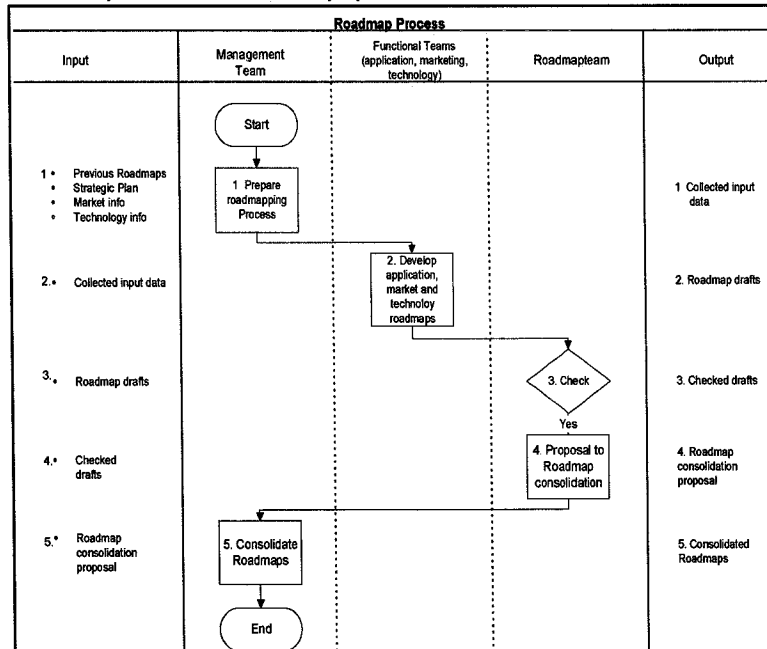 Roadmap Process
Input
Management
Team
Functional Teams
(application, marketing,
technology)
Roadmapteam
Output
Start
1 • Previous Roadmaps
• Strategic Plan
• Market info
• Technology info
1 Prepare
roadmapping
Process
1 Collected input
data
2. • Collected input data
2. Develop
application,
market and
technoloy
roadmaps
2. Roadmap drafts
3. • Roadmap drafts
3. Check
3. Checked drafts
Yes
4. • Checked
drafts
4. Proposal to
Roadmap
consolidation
4. Roadmap
consolidation
proposal
5. • Roadmap
consolidation
proposal
5. Consolidate
Roadmaps
5. Consolidated
Roadmaps
End